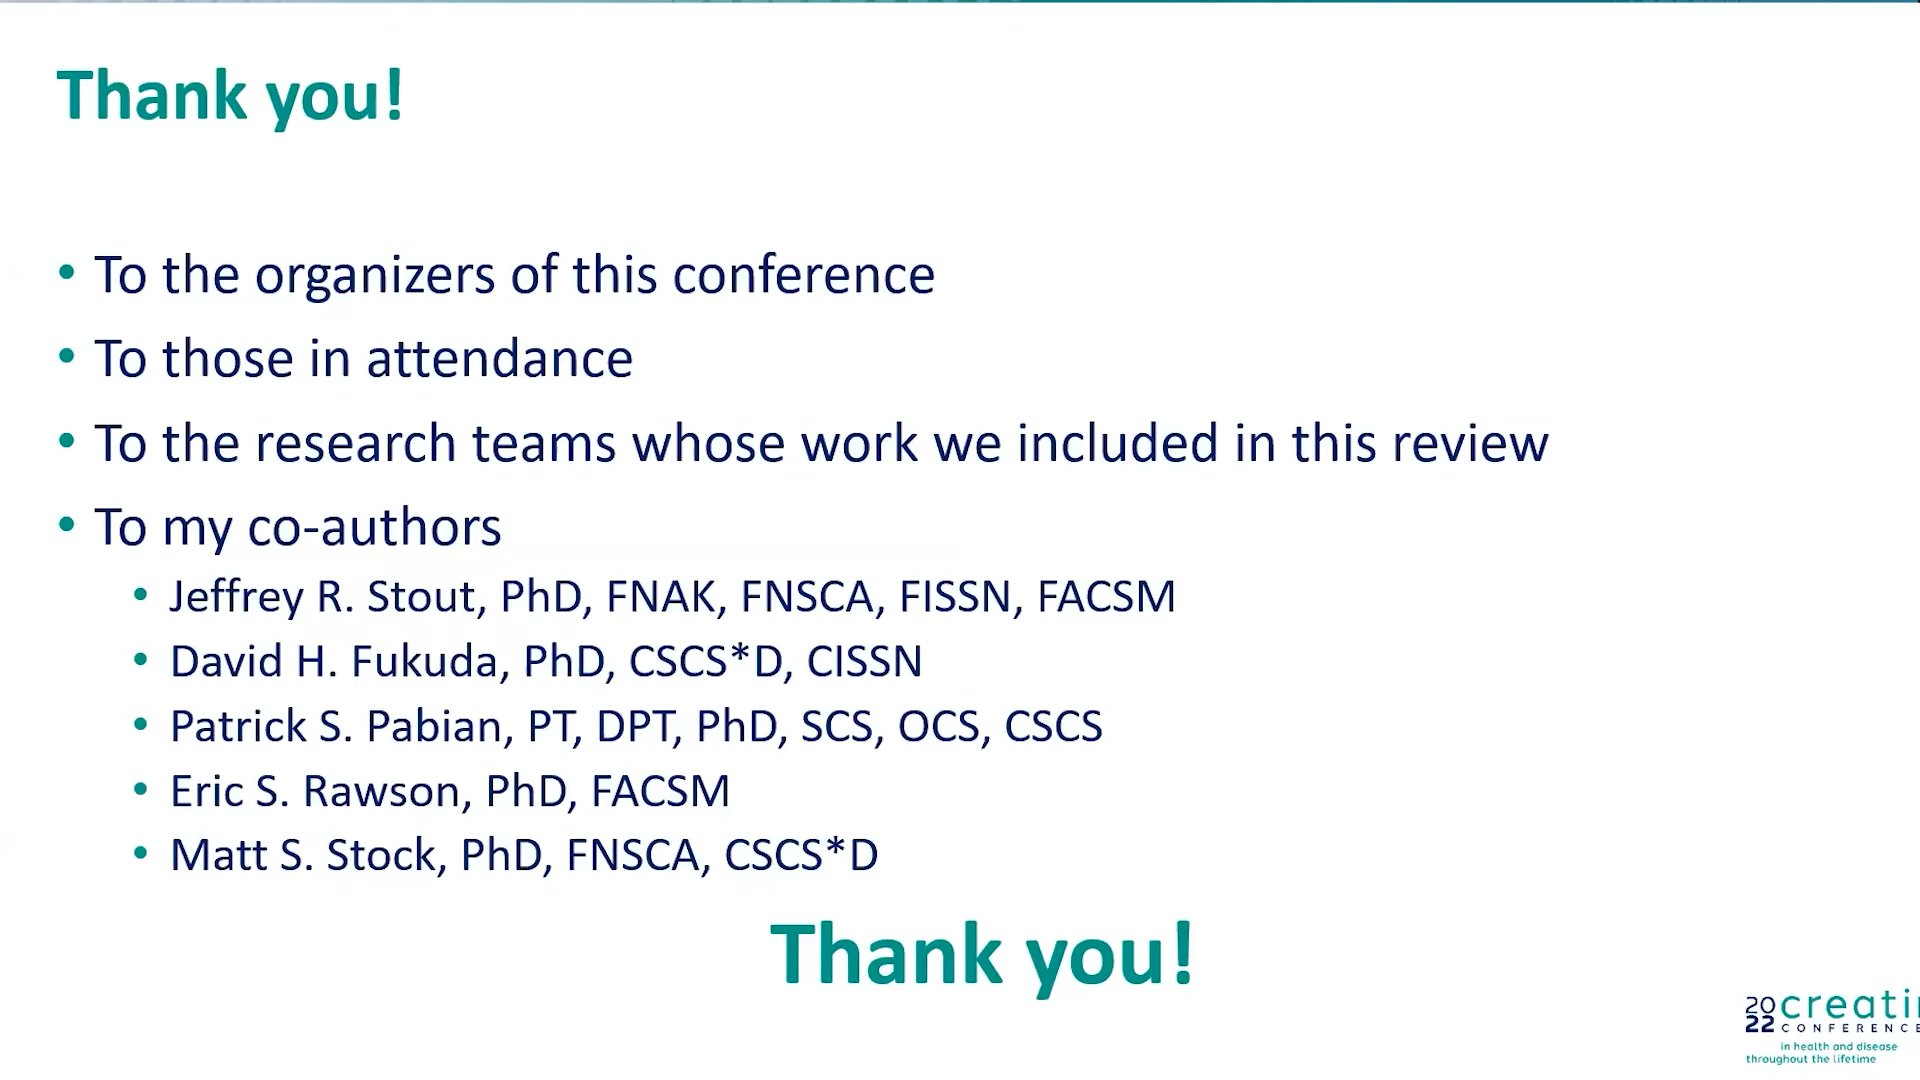 Thank you!
• To the organizers of this conference
• To those in attendance
• To the research teams whose work we included in this review
• To my co-authors
• Jeffrey R. Stout, PhD, FNAK, FNSCA, FISSN, FACSM
• David H. Fukuda, PhD, CSCS*D, CISSN
• Patrick S. Pabian, PT, DPT, PhD, SCS, OCS, CSCS
• Eric S. Rawson, PhD, FACSM
• Matt S. Stock, PhD, FNSCA, CSCS*D
Thank you!
2022 creati
CONFERENCE
in health and disease
throughout the lifetime